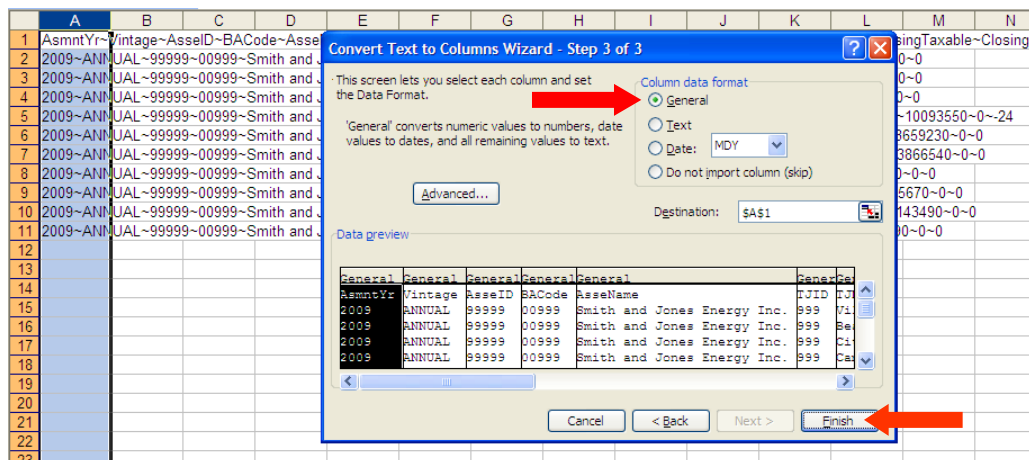 A B C D E F G H I J K L M N
1 AsmntYr~Vintage~AsseID~BACode~Asse singTaxable~Closing
2 2009~ANNUAL~99999~00999~Smith and J 0~0
3 2009~ANNUAL~99999~00999~Smith and J ~0
4 2009~ANNUAL~99999~00999~Smith and J 0~0
5 2009~ANNUAL~99999~00999~Smith and J ~10093550~0~-24
6 2009~ANNUAL~99999~00999~Smith and J 3659230~0~0
7 2009~ANNUAL~99999~00999~Smith and J 3866540~0~0
8 2009~ANNUAL~99999~00999~Smith and J 0~0~0
9 2009~ANNUAL~99999~00999~Smith and J 5670~0~0
10 2009~ANNUAL~99999~00999~Smith and J 143490~0~0
11 2009~ANNUAL~99999~00999~Smith and J 90~0~0
12
13
14
15
16
17
18
19
20
21
22
23
Convert Text to Columns Wizard - Step 3 of 3
This screen lets you select each column and set
the Data Format.
'General' converts numeric values to numbers, date
values to dates, and all remaining values to text.
Advanced...
Column data format
General
Text
Date: MDY
Do not import column (skip)
Destination: $A$1
Data preview
General General General General General Gener Ger
AsmntYr Vintage AsseID BACode AsseName TJID TJ
2009 ANNUAL 99999 00999 Smith and Jones Energy Inc. 999 Vi
2009 ANNUAL 99999 00999 Smith and Jones Energy Inc. 999 Bea
2009 ANNUAL 99999 00999 Smith and Jones Energy Inc. 999 Ci
2009 ANNUAL 99999 00999 Smith and Jones Energy Inc. 999 Car
Cancel < Back Next > Finish